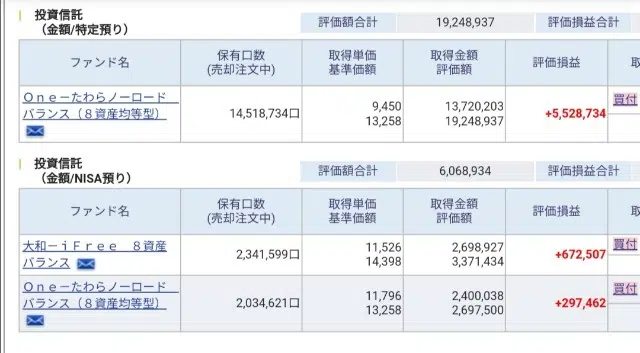 投資信託
(金額/特定預り)
評価額合計 19,248,937 評価損益合計
ファンド名 保有口数 取得単価 取得金額 評価損益 取
(売却注文中) 基準価額 評価額
Ｏｎｅ－たわらノーロード
バランス（８資産均等型）
14,518,734口
9,450 13,720,203
13,258 19,248,937
+5,528,734
買付
投資信託
(金額/NISA預り)
評価額合計 6,068,934 評価損益合計
ファンド名 保有口数 取得単価 取得金額 評価損益 取
(売却注文中) 基準価額 評価額
大和－ｉＦｒｅｅ　８資産
バランス
2,341,599口
11,526 2,698,927
14,398 3,371,434
+672,507
買付
Ｏｎｅ－たわらノーロード
バランス（８資産均等型）
2,034,621口
11,796 2,400,038
13,258 2,697,500
+297,462
買付